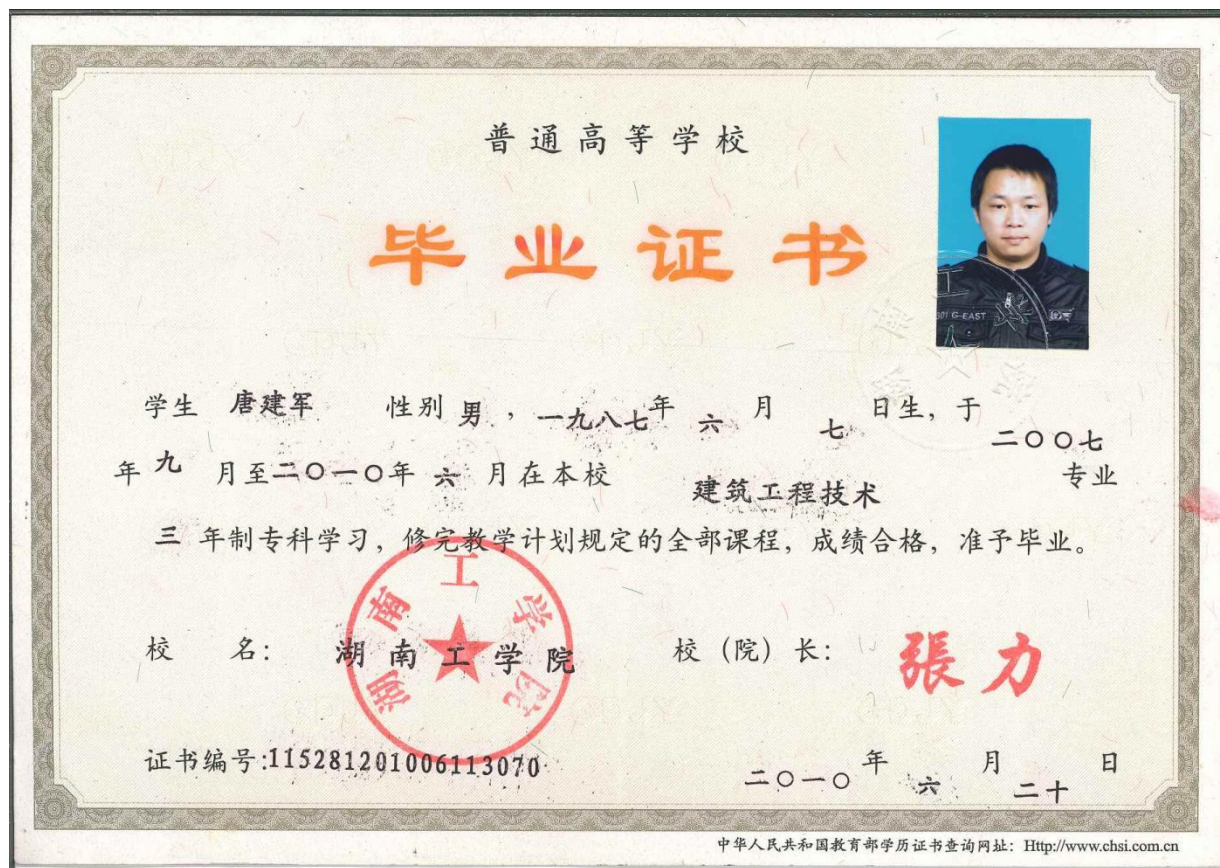 普通高等学校
毕业证书
801 G-EAST
学生 唐建军 性别 男 ，一九八七年 六 月 七 日生，于 二〇〇七
年 九 月至二〇一〇年 六 月在本校 建筑工程技术 专业
三 年制专科学习，修完教学计划规定的全部课程，成绩合格，准予毕业。
校 名： 湖南工学院 校（院）长： 張力
湖南工学院
证书编号:115281201006113070 二〇一〇 年 六 月 二十 日
中华人民共和国教育部学历证书查询网址：Http://www.chsi.com.cn